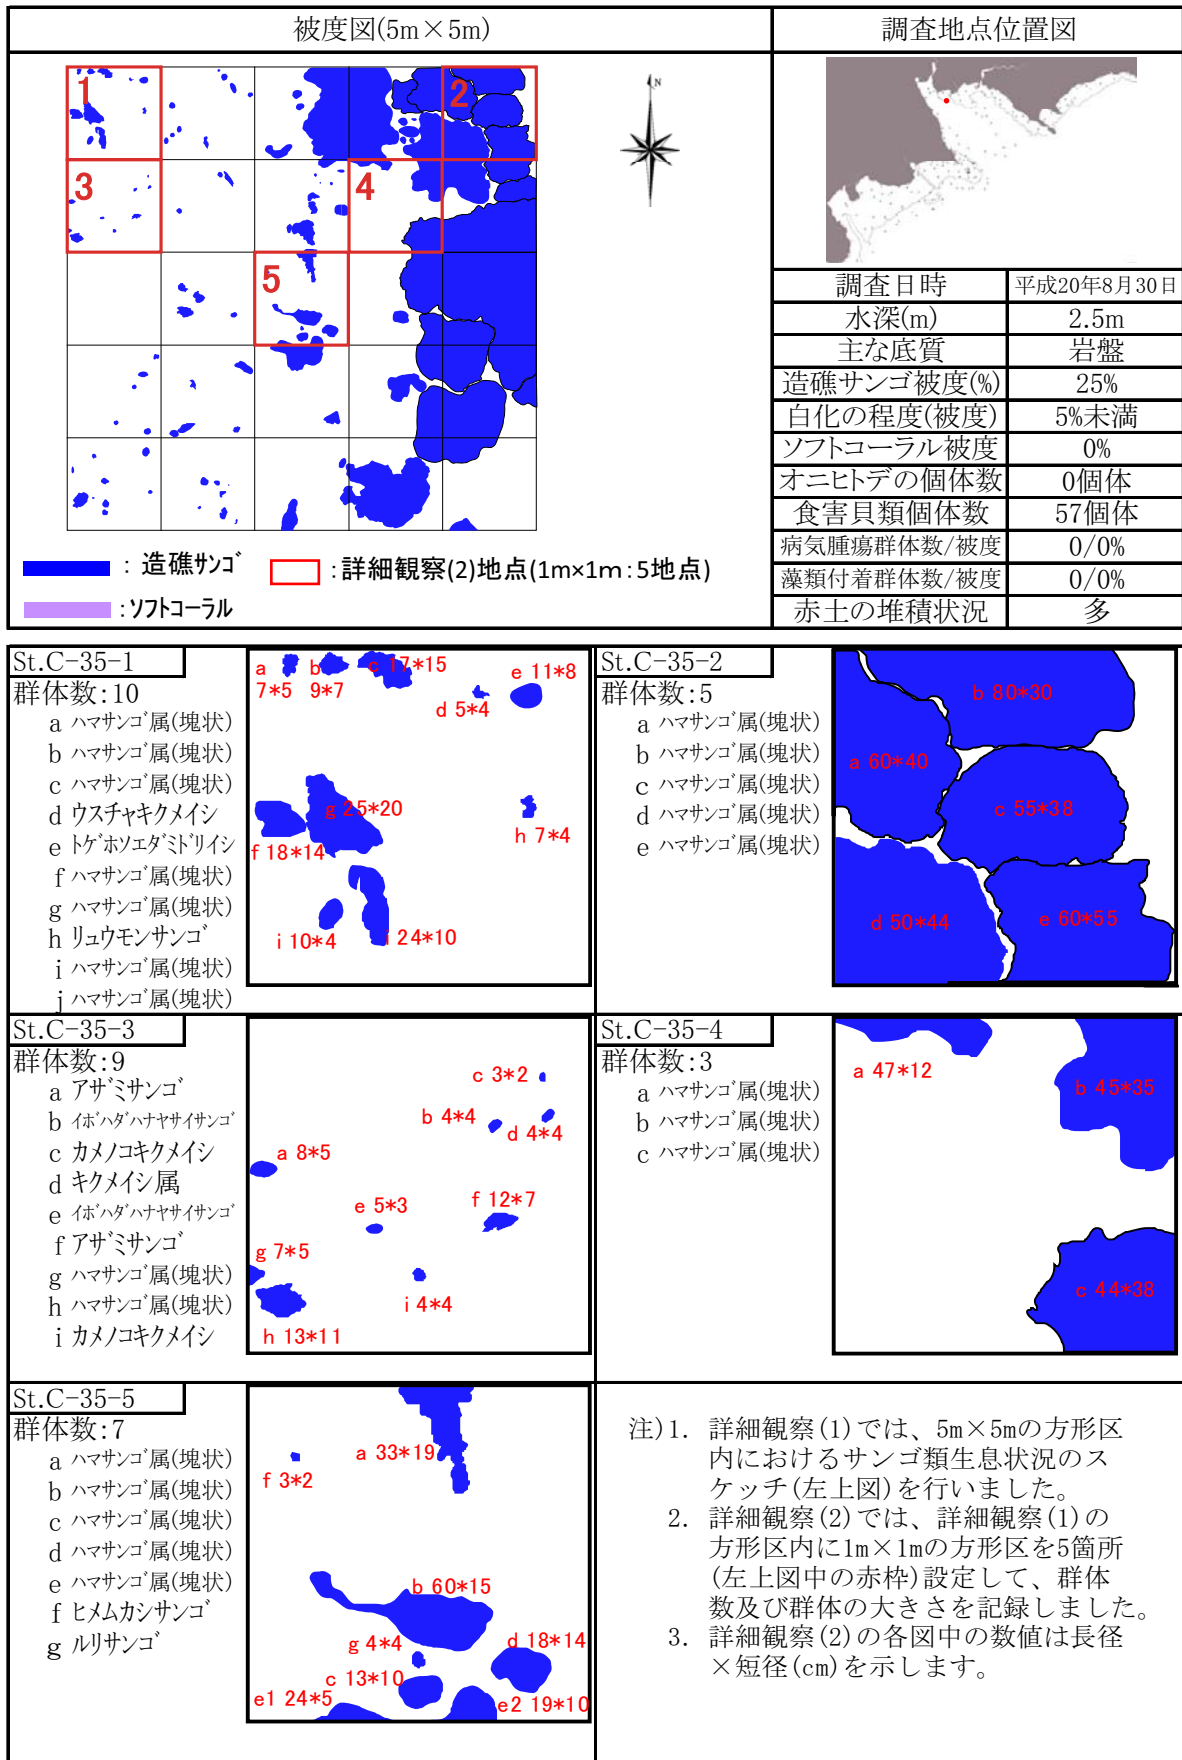 被度図(5m×5m)
調査地点位置図
1
2
3
4
5
N
:造礁サンゴ
:詳細観察(2)地点(1m×1m:5地点)
:ソフトコーラル
調査日時 平成20年8月30日
水深(m) 2.5m
主な底質 岩盤
造礁サンゴ被度(%) 25%
白化の程度(被度) 5%未満
ソフトコーラル被度 0%
オニヒトデの個体数 0個体
食害貝類個体数 57個体
病気腫瘍群体数/被度 0/0%
藻類付着群体数/被度 0/0%
赤土の堆積状況 多
St.C-35-1
群体数:10
a ハマサンゴ属(塊状)
b ハマサンゴ属(塊状)
c ハマサンゴ属(塊状)
d ウスチャキクメイシ
e トゲホソエダミドリイシ
f ハマサンゴ属(塊状)
g ハマサンゴ属(塊状)
h リュウモンサンゴ
i ハマサンゴ属(塊状)
j ハマサンゴ属(塊状)
a 7*5
b 9*7
c 17*15
d 5*4
e 11*8
f 18*14
g 25*20
h 7*4
i 10*4
i 24*10
St.C-35-2
群体数:5
a ハマサンゴ属(塊状)
b ハマサンゴ属(塊状)
c ハマサンゴ属(塊状)
d ハマサンゴ属(塊状)
e ハマサンゴ属(塊状)
b 80*30
a 60*40
c 55*38
d 50*44
e 60*55
St.C-35-3
群体数:9
a アザミサンゴ
b イボハダハナヤサイサンゴ
c カメノコキクメイシ
d キクメイシ属
e イボハダハナヤサイサンゴ
f アザミサンゴ
g ハマサンゴ属(塊状)
h ハマサンゴ属(塊状)
i カメノコキクメイシ
c 3*2
b 4*4
d 4*4
a 8*5
e 5*3
f 12*7
g 7*5
i 4*4
h 13*11
St.C-35-4
群体数:3
a ハマサンゴ属(塊状)
b ハマサンゴ属(塊状)
c ハマサンゴ属(塊状)
a 47*12
b 45*35
c 44*38
St.C-35-5
群体数:7
a ハマサンゴ属(塊状)
b ハマサンゴ属(塊状)
c ハマサンゴ属(塊状)
d ハマサンゴ属(塊状)
e ハマサンゴ属(塊状)
f ヒメムカシサンゴ
g ルリサンゴ
a 33*19
f 3*2
b 60*15
g 4*4
d 18*14
c 13*10
e1 24*5
e2 19*10
注)1. 詳細観察(1)では、5m×5mの方形区
内におけるサンゴ類生息状況のス
ケッチ(左上図)を行いました。
2. 詳細観察(2)では、詳細観察(1)の
方形区内に1m×1mの方形区を5箇所
(左上図中の赤枠)設定して、群体
数及び群体の大きさを記録しました。
3. 詳細観察(2)の各図中の数値は長径
×短径(cm)を示します。